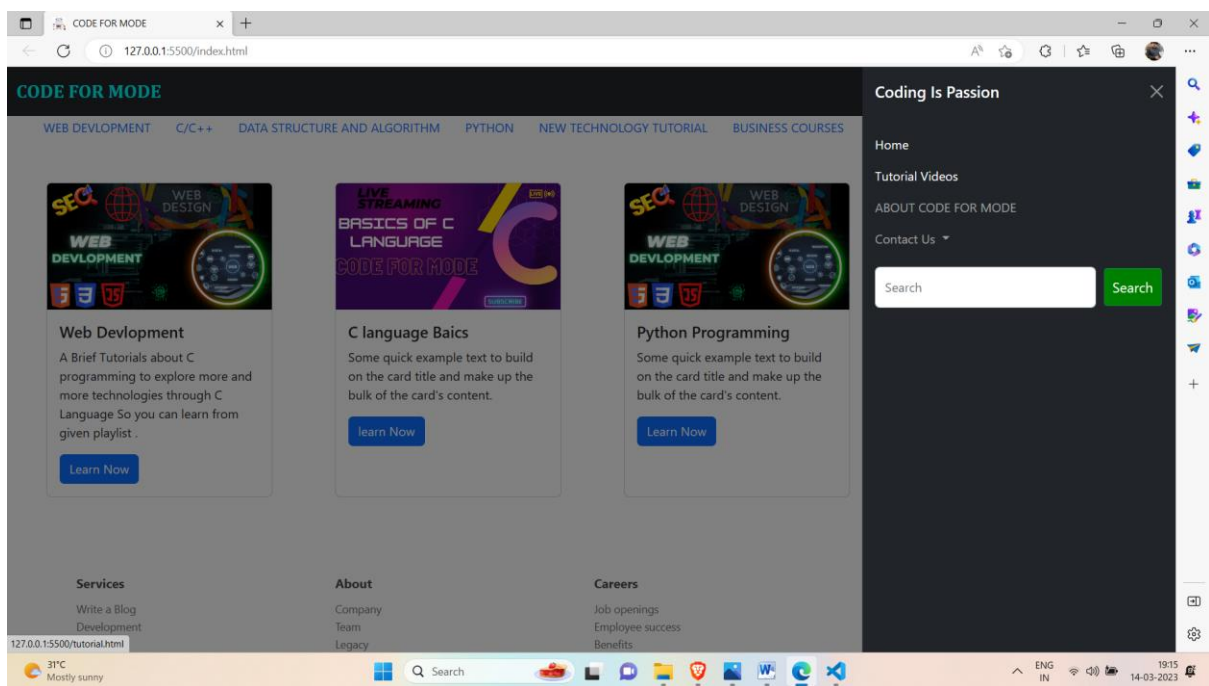 CODE FOR MODE
127.0.0.1:5500/index.html
CODE FOR MODE
WEB DEVLOPMENT C/C++ DATA STRUCTURE AND ALGORITHM PYTHON NEW TECHNOLOGY TUTORIAL BUSINESS COURSES
SEO
WEB
DESIGN
WEB
DEVLOPMENT
JS
Web Devlopment
A Brief Tutorials about C
programming to explore more and
more technologies through C
Language So you can learn from
given playlist .
Learn Now
LIVE
STREAMING
LIVE
BASICS OF C
LANGUAGE
CODE FOR MODE
SUBSCRIBE
C language Baics
Some quick example text to build
on the card title and make up the
bulk of the card's content.
learn Now
SEO
WEB
DESIGN
WEB
DEVLOPMENT
JS
Python Programming
Some quick example text to build
on the card title and make up the
bulk of the card's content.
Learn Now
Services
Write a Blog
Development
About
Company
Team
Legacy
Careers
Job openings
Employee success
Benefits
Coding Is Passion
Home
Tutorial Videos
ABOUT CODE FOR MODE
Contact Us
Search
Search
127.0.0.1:5500/tutorial.html
31°C
Mostly sunny
Search
ENG
IN
19:15
14-03-2023